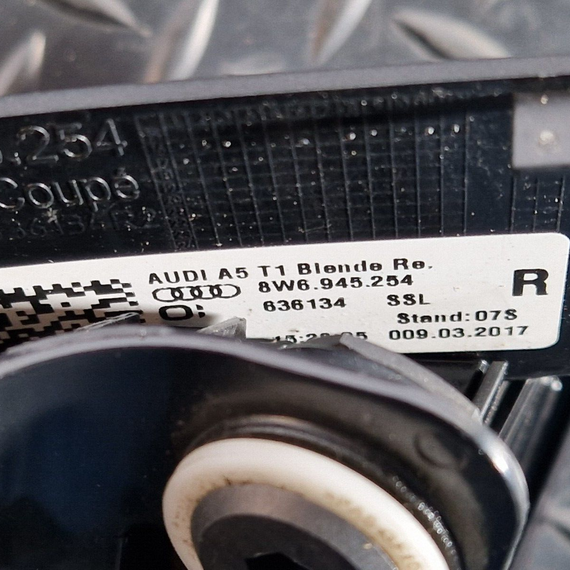 .254
Coupé
AUDI A5 T1 Blende Re.
8W6.945.254
R
636134 SSL
Stand:07S
009.03.2017